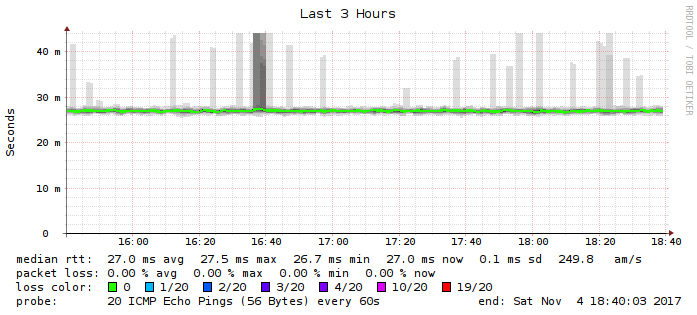 Last 3 Hours
RRDTOOL / TOBI OETIKER
Seconds
40 m
30 m
20 m
10 m
0
16:00 16:20 16:40 17:00 17:20 17:40 18:00 18:20 18:40
median rtt: 27.0 ms avg 27.5 ms max 26.7 ms min 27.0 ms now 0.1 ms sd 249.8 am/s
packet loss: 0.00 % avg 0.00 % max 0.00 % min 0.00 % now
loss color: 0 1/20 2/20 3/20 4/20 10/20 19/20
probe: 20 ICMP Echo Pings (56 Bytes) every 60s end: Sat Nov 4 18:40:03 2017